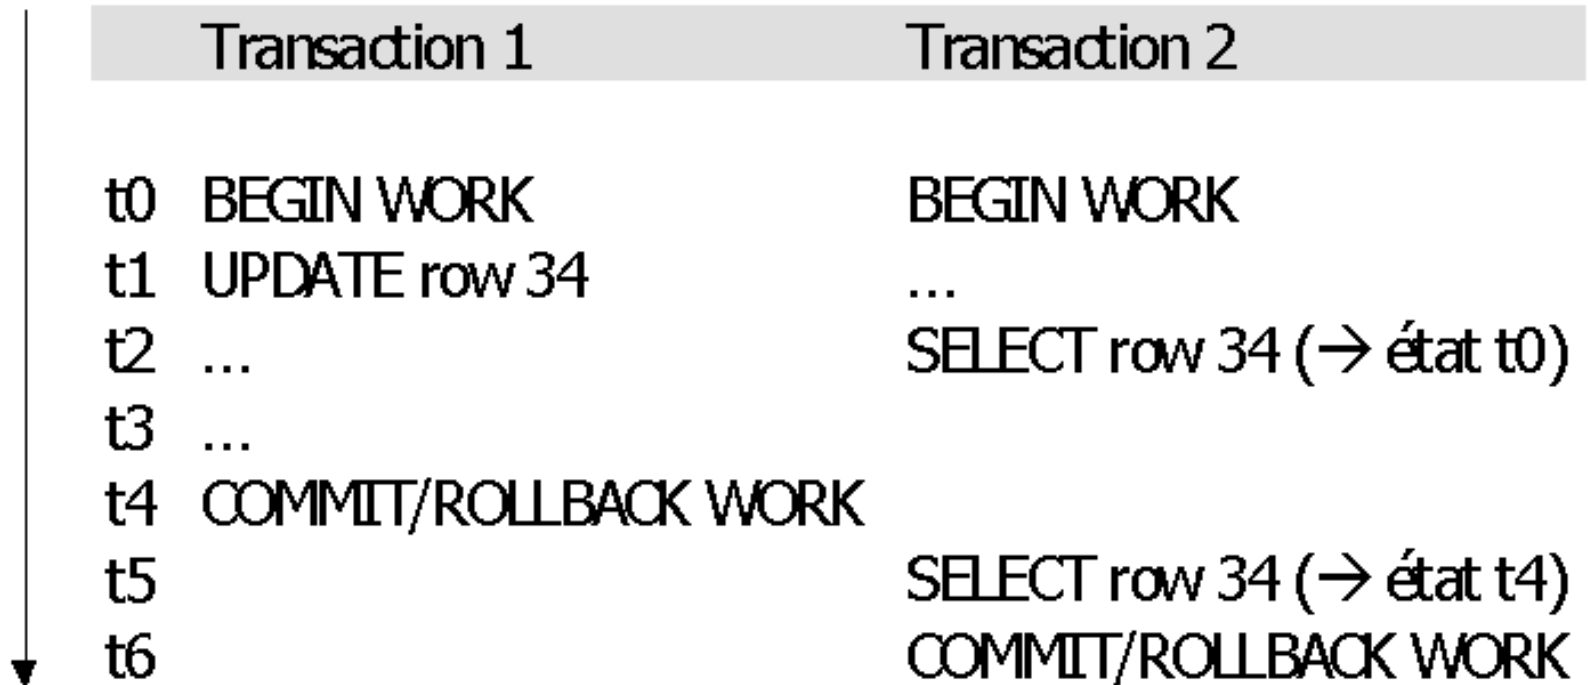 Transaction 1 Transaction 2
t0 BEGIN WORK BEGIN WORK
t1 UPDATE row 34 ...
t2 ... SELECT row 34 (→ état t0)
t3 ...
t4 COMMIT/ROLLBACK WORK
t5 SELECT row 34 (→ état t4)
t6 COMMIT/ROLLBACK WORK